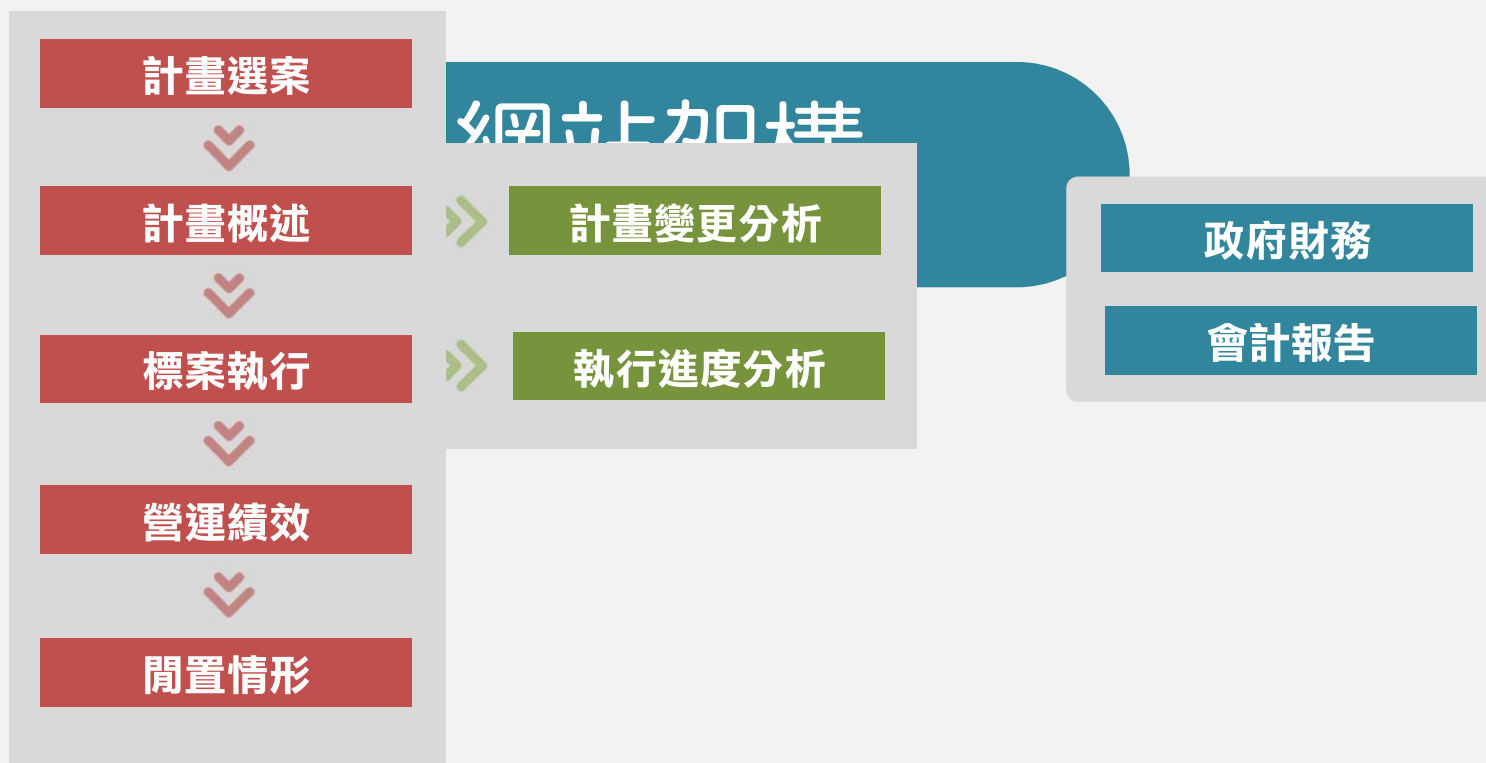 網站架構
計畫選案
計畫概述
計畫變更分析
標案執行
執行進度分析
營運績效
閒置情形
政府財務
會計報告